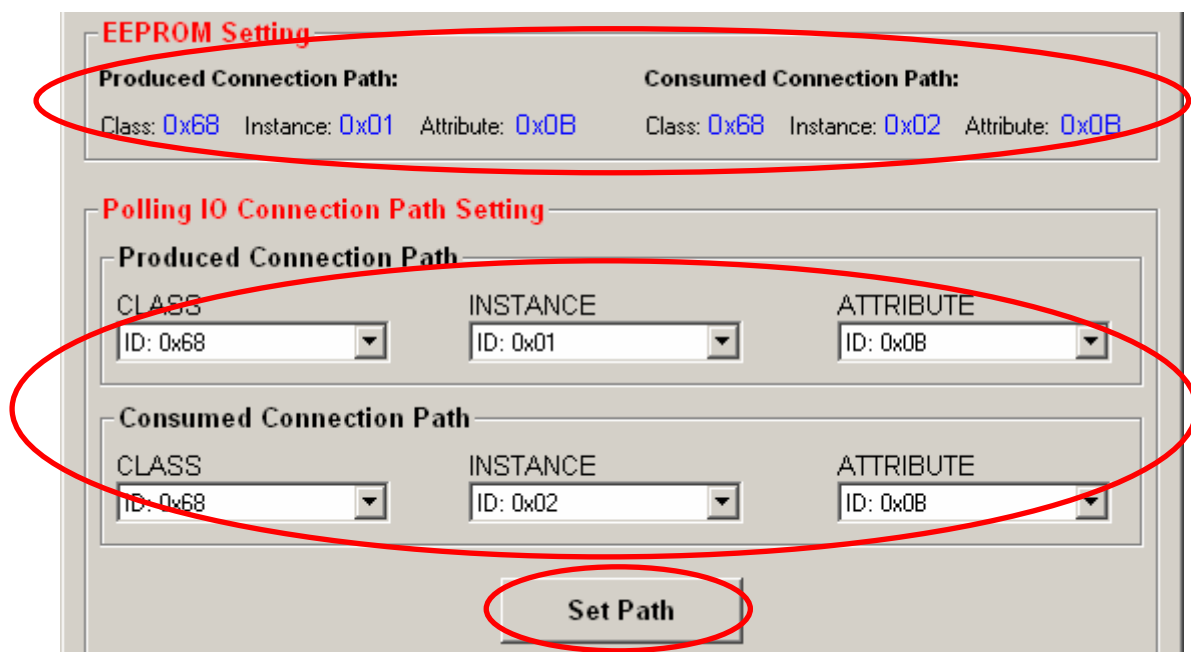 EEPROM Setting
Produced Connection Path: Consumed Connection Path:
Class: 0x68 Instance: 0x01 Attribute: 0x0B Class: 0x68 Instance: 0x02 Attribute: 0x0B
Polling IO Connection Path Setting
Produced Connection Path
CLASS INSTANCE ATTRIBUTE
ID: 0x68 ID: 0x01 ID: 0x0B
Consumed Connection Path
CLASS INSTANCE ATTRIBUTE
ID: 0x68 ID: 0x02 ID: 0x0B
Set Path